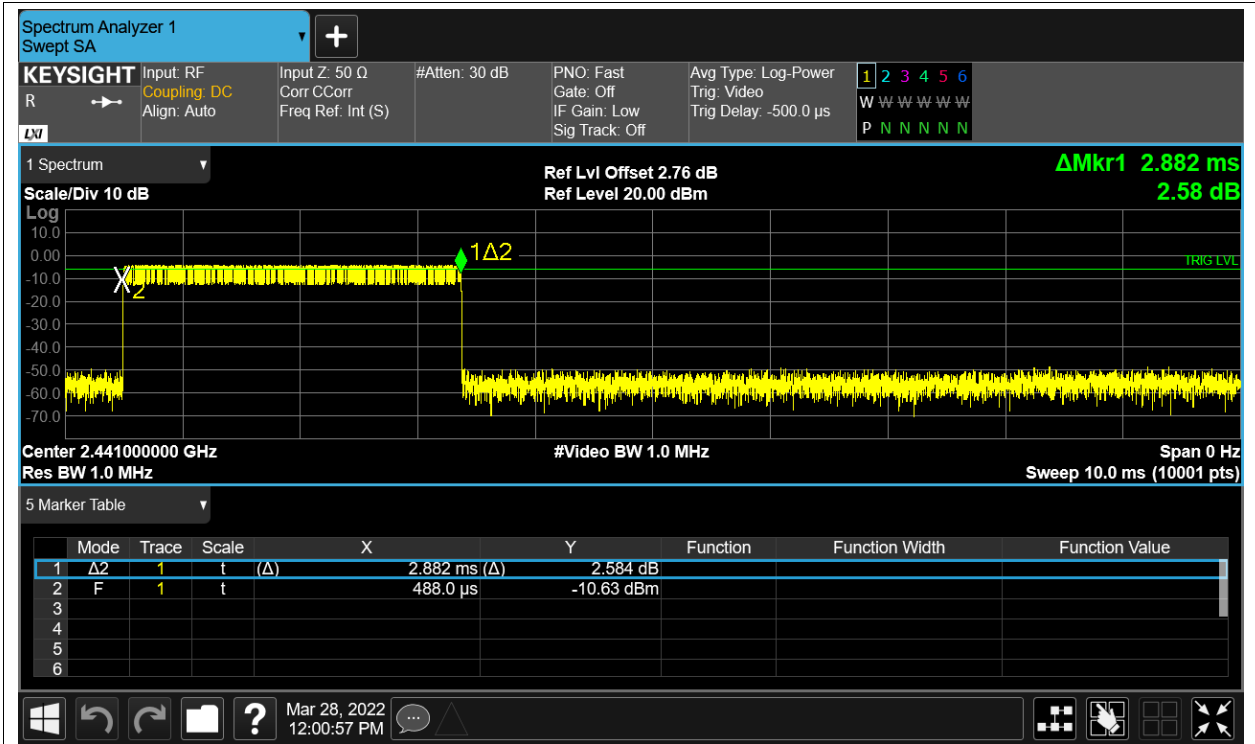 Spectrum Analyzer 1
Swept SA
KEYSIGHT
R
LXI
Input: RF
Coupling: DC
Align: Auto
Input Z: 50 Ω
Corr CCorr
Freq Ref: Int (S)
#Atten: 30 dB
PNO: Fast
Gate: Off
IF Gain: Low
Sig Track: Off
Avg Type: Log-Power
Trig: Video
Trig Delay: -500.0 µs
1 2 3 4 5 6
W W W W W W
P N N N N N
1 Spectrum
Scale/Div 10 dB
Ref Lvl Offset 2.76 dB
Ref Level 20.00 dBm
ΔMkr1 2.882 ms
2.58 dB
Log
10.0
0.00
-10.0
-20.0
-30.0
-40.0
-50.0
-60.0
-70.0
1Δ2
2
TRIG LVL
Center 2.441000000 GHz
#Video BW 1.0 MHz
Span 0 Hz
Res BW 1.0 MHz
Sweep 10.0 ms (10001 pts)
5 Marker Table
Mode Trace Scale X Y Function Function Width Function Value
1 Δ2 1 t (Δ) 2.882 ms (Δ) 2.584 dB
2 F 1 t 488.0 µs -10.63 dBm
3
4
5
6
?
Mar 28, 2022
12:00:57 PM